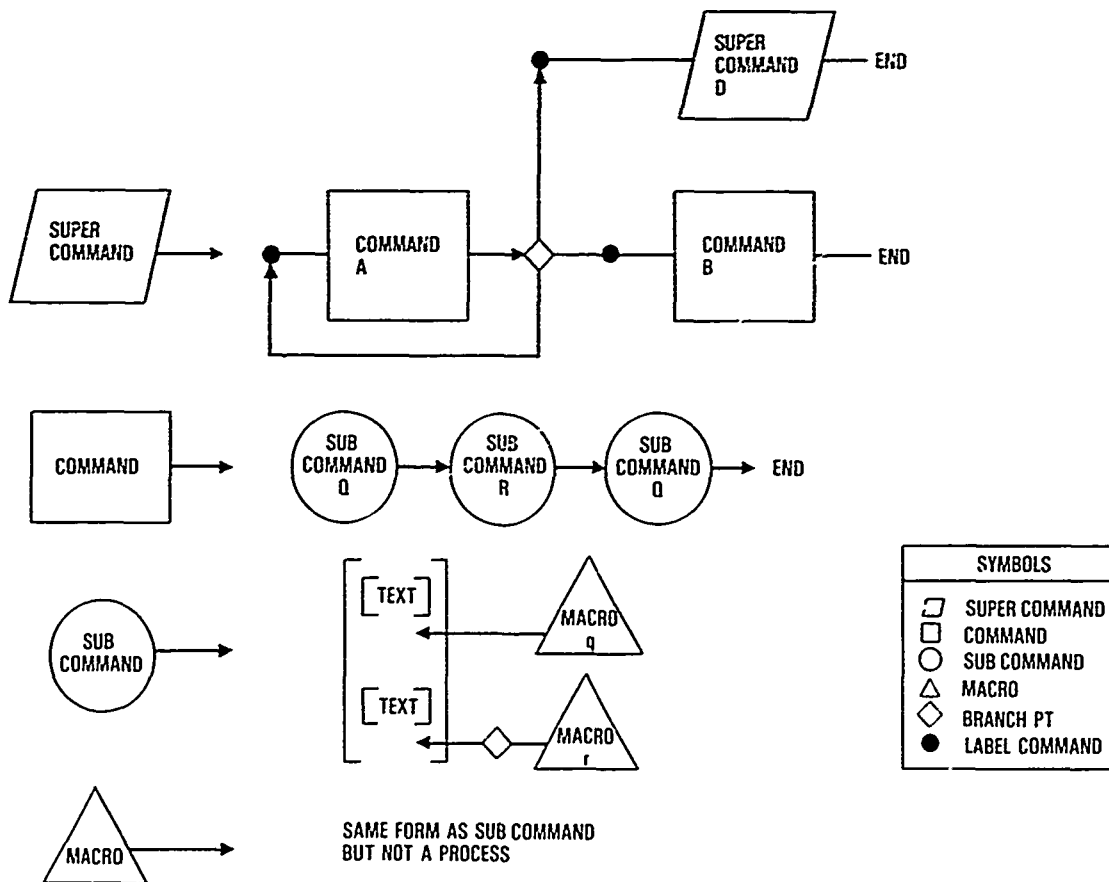 SUPER
COMMAND
D
END
SUPER
COMMAND
COMMAND
A
COMMAND
B
END
COMMAND
SUB
COMMAND
Q
SUB
COMMAND
R
SUB
COMMAND
Q
END
SUB
COMMAND
[TEXT]
MACRO
q
[TEXT]
MACRO
r
MACRO
SAME FORM AS SUB COMMAND
BUT NOT A PROCESS
SYMBOLS
SUPER COMMAND
COMMAND
SUB COMMAND
MACRO
BRANCH PT
LABEL COMMAND